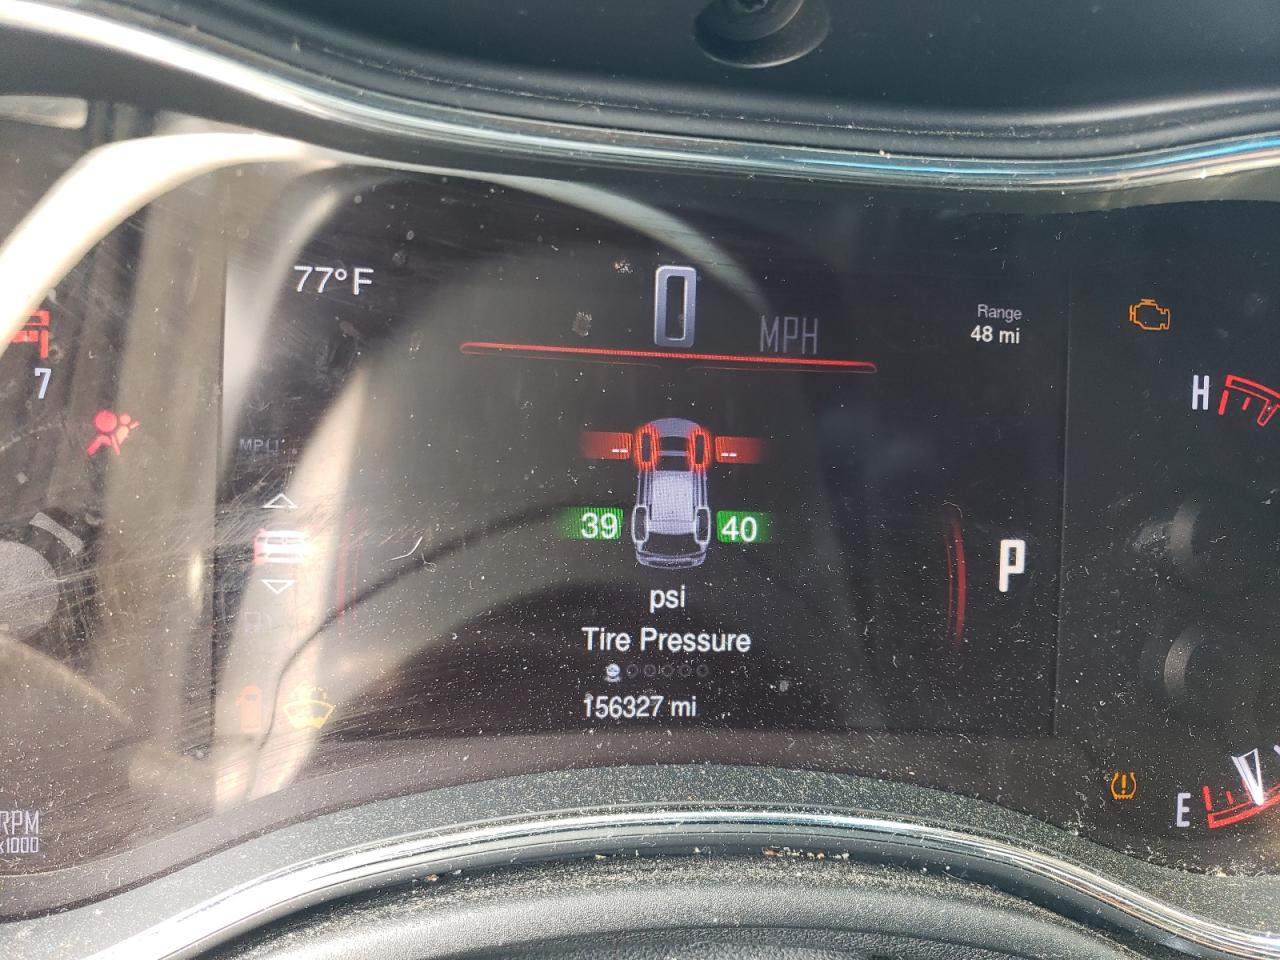 77°F
0
MPH
Range
48 mi
7
H
-- --
39 40
P
psi
Tire Pressure
156327 mi
E
RPM
x1000